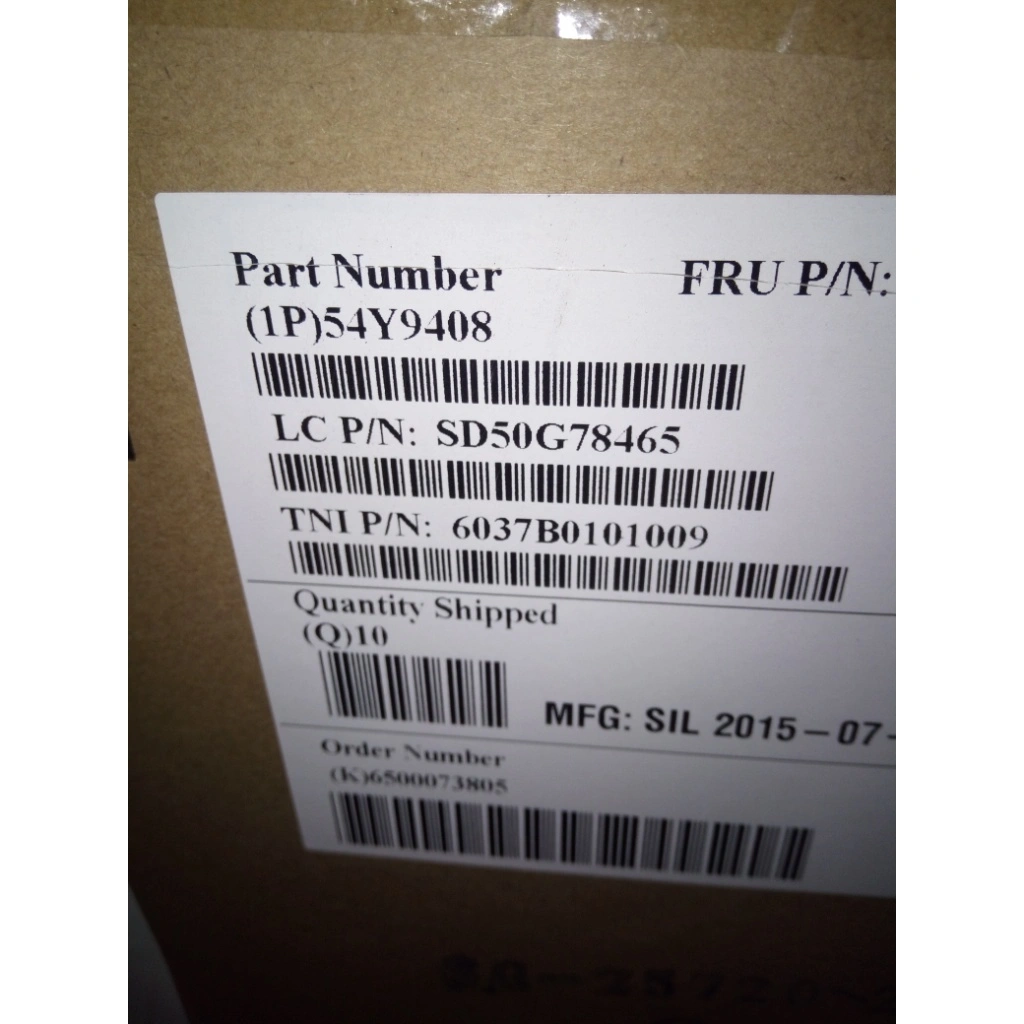 Part Number FRU P/N:
(1P)54Y9408
LC P/N: SD50G78465
TNI P/N: 6037B0101009
Quantity Shipped
(Q)10
MFG: SIL 2015-07-
Order Number
(K)6500073805